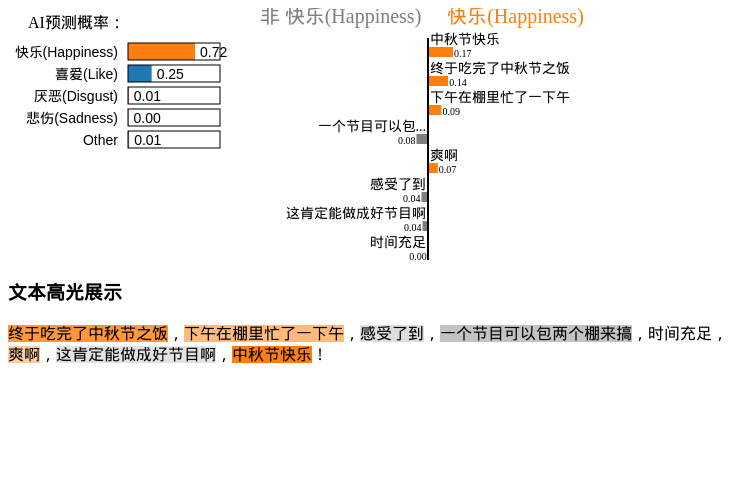 AI预测概率：
快乐(Happiness) 0.72
喜爱(Like) 0.25
厌恶(Disgust) 0.01
悲伤(Sadness) 0.00
Other 0.01
非 快乐(Happiness) 快乐(Happiness)
中秋节快乐
0.17
终于吃完了中秋节之饭
0.14
下午在棚里忙了一下午
0.09
一个节目可以包...
0.08
爽啊
0.07
感受了到
0.04
这肯定能做成好节目啊
0.04
时间充足
0.00
文本高光展示
终于吃完了中秋节之饭，下午在棚里忙了一下午，感受了到，一个节目可以包两个棚来搞，时间充足，
爽啊，这肯定能做成好节目啊，中秋节快乐！